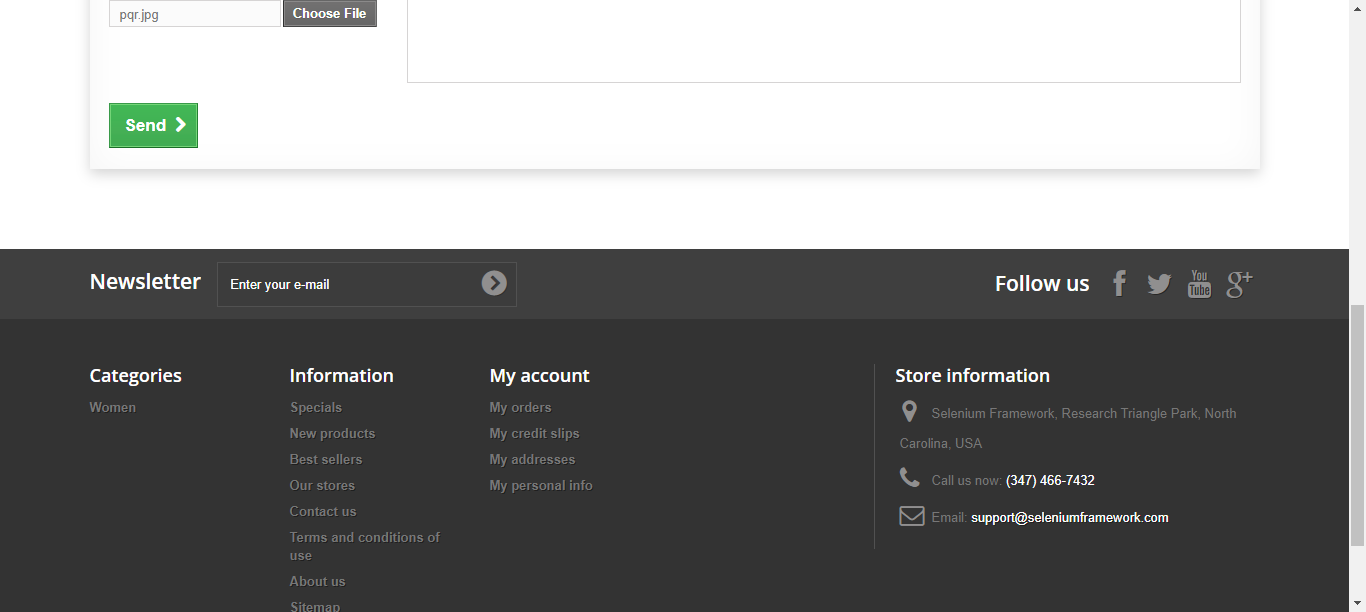 pqr.jpg Choose File
Send
Newsletter Enter your e-mail
Follow us You Tube g+
Categories
Women
Information
Specials
New products
Best sellers
Our stores
Contact us
Terms and conditions of
use
About us
Sitemap
My account
My orders
My credit slips
My addresses
My personal info
Store information
Selenium Framework, Research Triangle Park, North
Carolina, USA
Call us now: (347) 466-7432
Email: support@seleniumframework.com